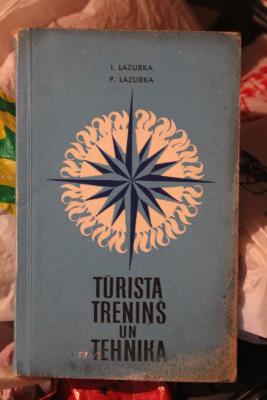 I. LAZURKA
P. LAZURKA
TŪRISTA
TRENIŅŠ
UN
TEHNIKA